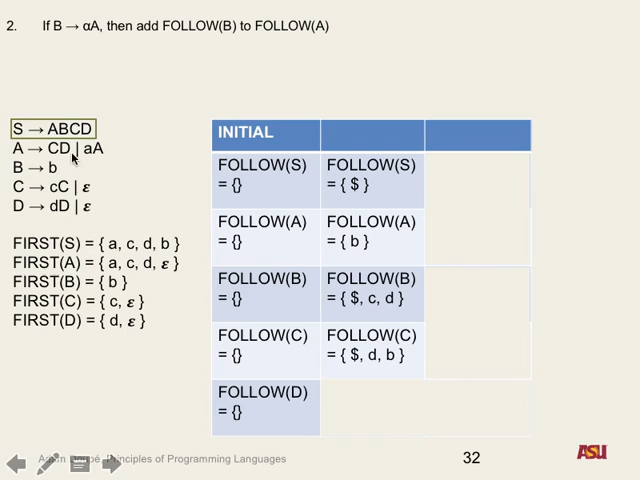 2. If B → αA, then add FOLLOW(B) to FOLLOW(A)
S → ABCD
A → CD | aA
B → b
C → cC | ε
D → dD | ε
FIRST(S) = { a, c, d, b }
FIRST(A) = { a, c, d, ε }
FIRST(B) = { b }
FIRST(C) = { c, ε }
FIRST(D) = { d, ε }
INITIAL
FOLLOW(S) = {}
FOLLOW(S) = { $ }
FOLLOW(A) = {}
FOLLOW(A) = { b }
FOLLOW(B) = {}
FOLLOW(B) = { $, c, d }
FOLLOW(C) = {}
FOLLOW(C) = { $, d, b }
FOLLOW(D) = {}
Principles of Programming Languages
32
ASU